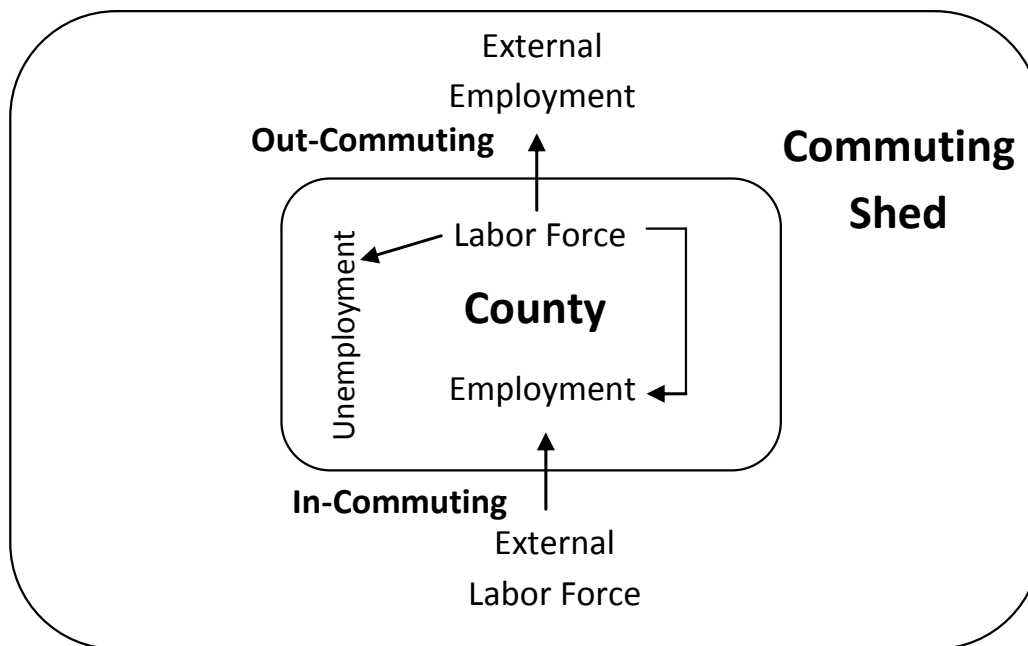 External
Employment
Out-Commuting
Commuting
Shed
Labor Force
Unemployment
County
Employment
In-Commuting
External
Labor Force